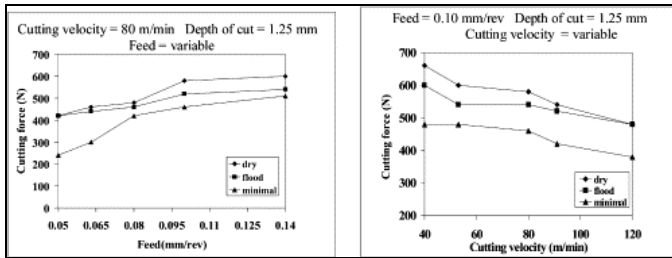 Cutting velocity = 80 m/min   Depth of cut = 1.25 mm
Feed = variable
Cutting force (N)
700
600
500
400
300
200
100
0
dry
flood
minimal
0.05 0.065 0.08 0.095 0.11 0.125 0.14
Feed(mm/rev)
Feed = 0.10 mm/rev   Depth of cut = 1.25 mm
Cutting velocity = variable
Cutting force (N)
700
600
500
400
300
200
dry
flood
minimal
40 60 80 100 120
Cutting velocity (m/min)